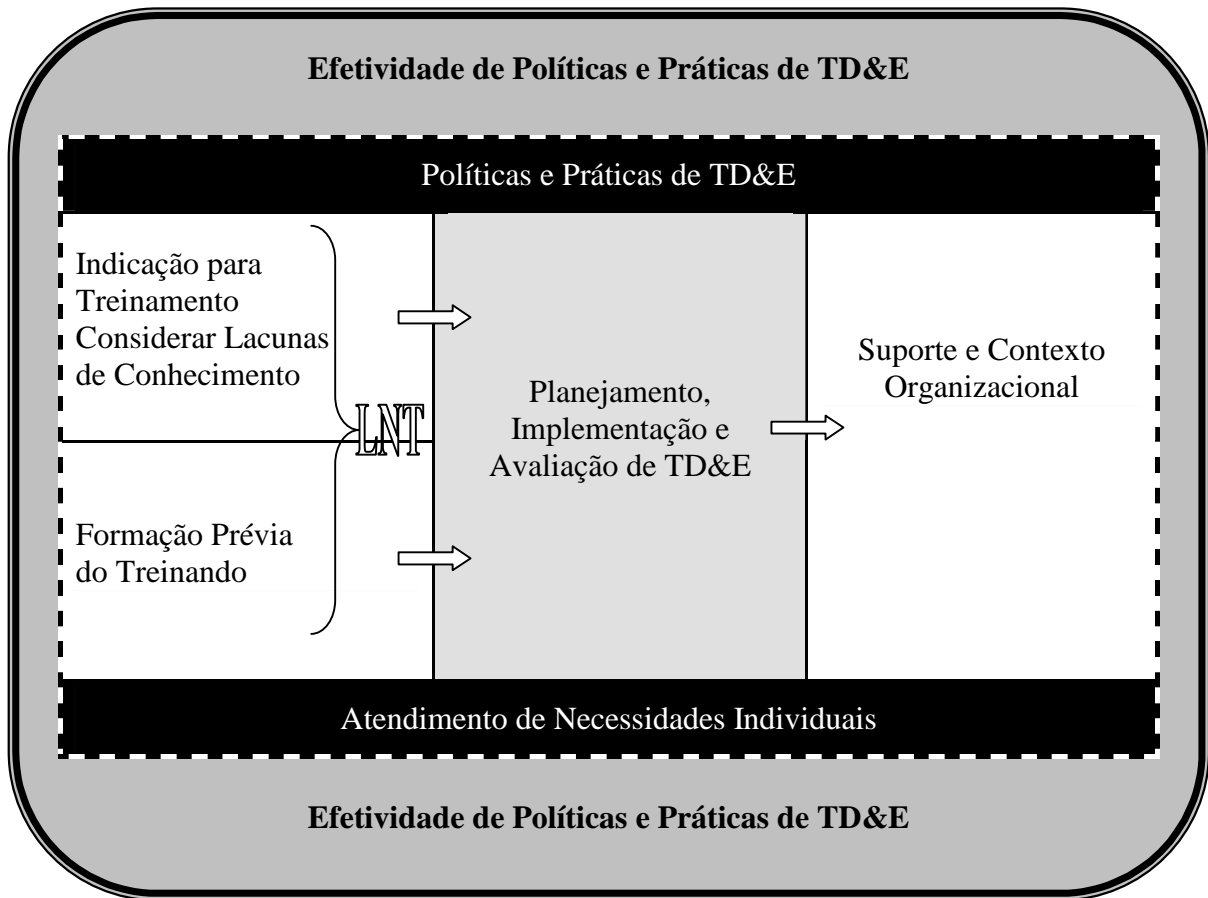 Efetividade de Políticas e Práticas de TD&E
Políticas e Práticas de TD&E
Indicação para
Treinamento
Considerar Lacunas
de Conhecimento
LNT
Formação Prévia
do Treinando
Planejamento,
Implementação e
Avaliação de TD&E
Suporte e Contexto
Organizacional
Atendimento de Necessidades Individuais
Efetividade de Políticas e Práticas de TD&E